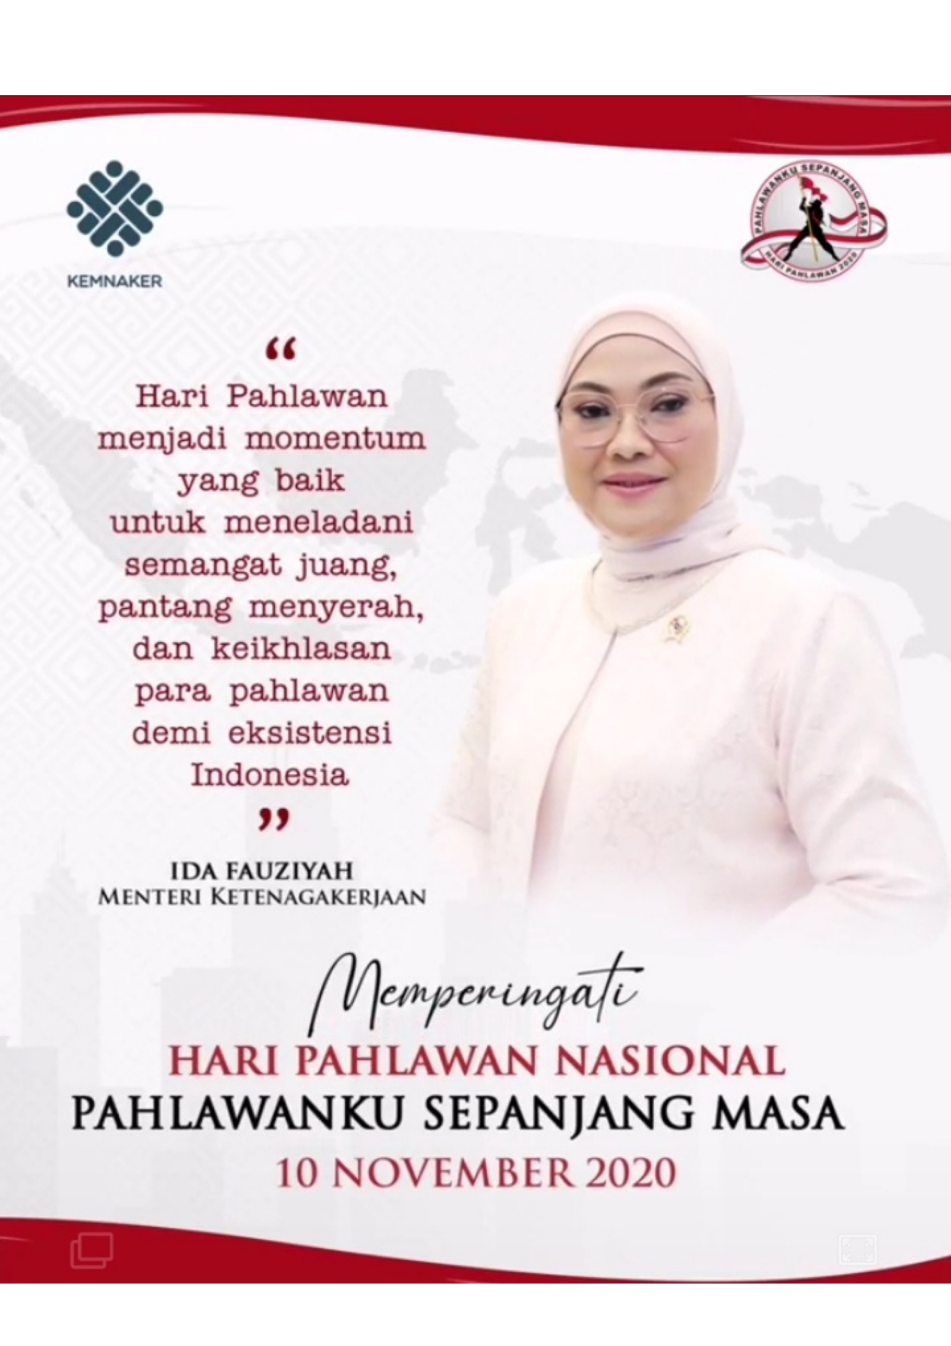 KEMNAKER
PAHLAWANKU SEPANJANG MASA
HARI PAHLAWAN 2020
“
Hari Pahlawan
menjadi momentum
yang baik
untuk meneladani
semangat juang,
pantang menyerah,
dan keikhlasan
para pahlawan
demi eksistensi
Indonesia
”
IDA FAUZIYAH
MENTERI KETENAGAKERJAAN
Memperingati
HARI PAHLAWAN NASIONAL
PAHLAWANKU SEPANJANG MASA
10 NOVEMBER 2020